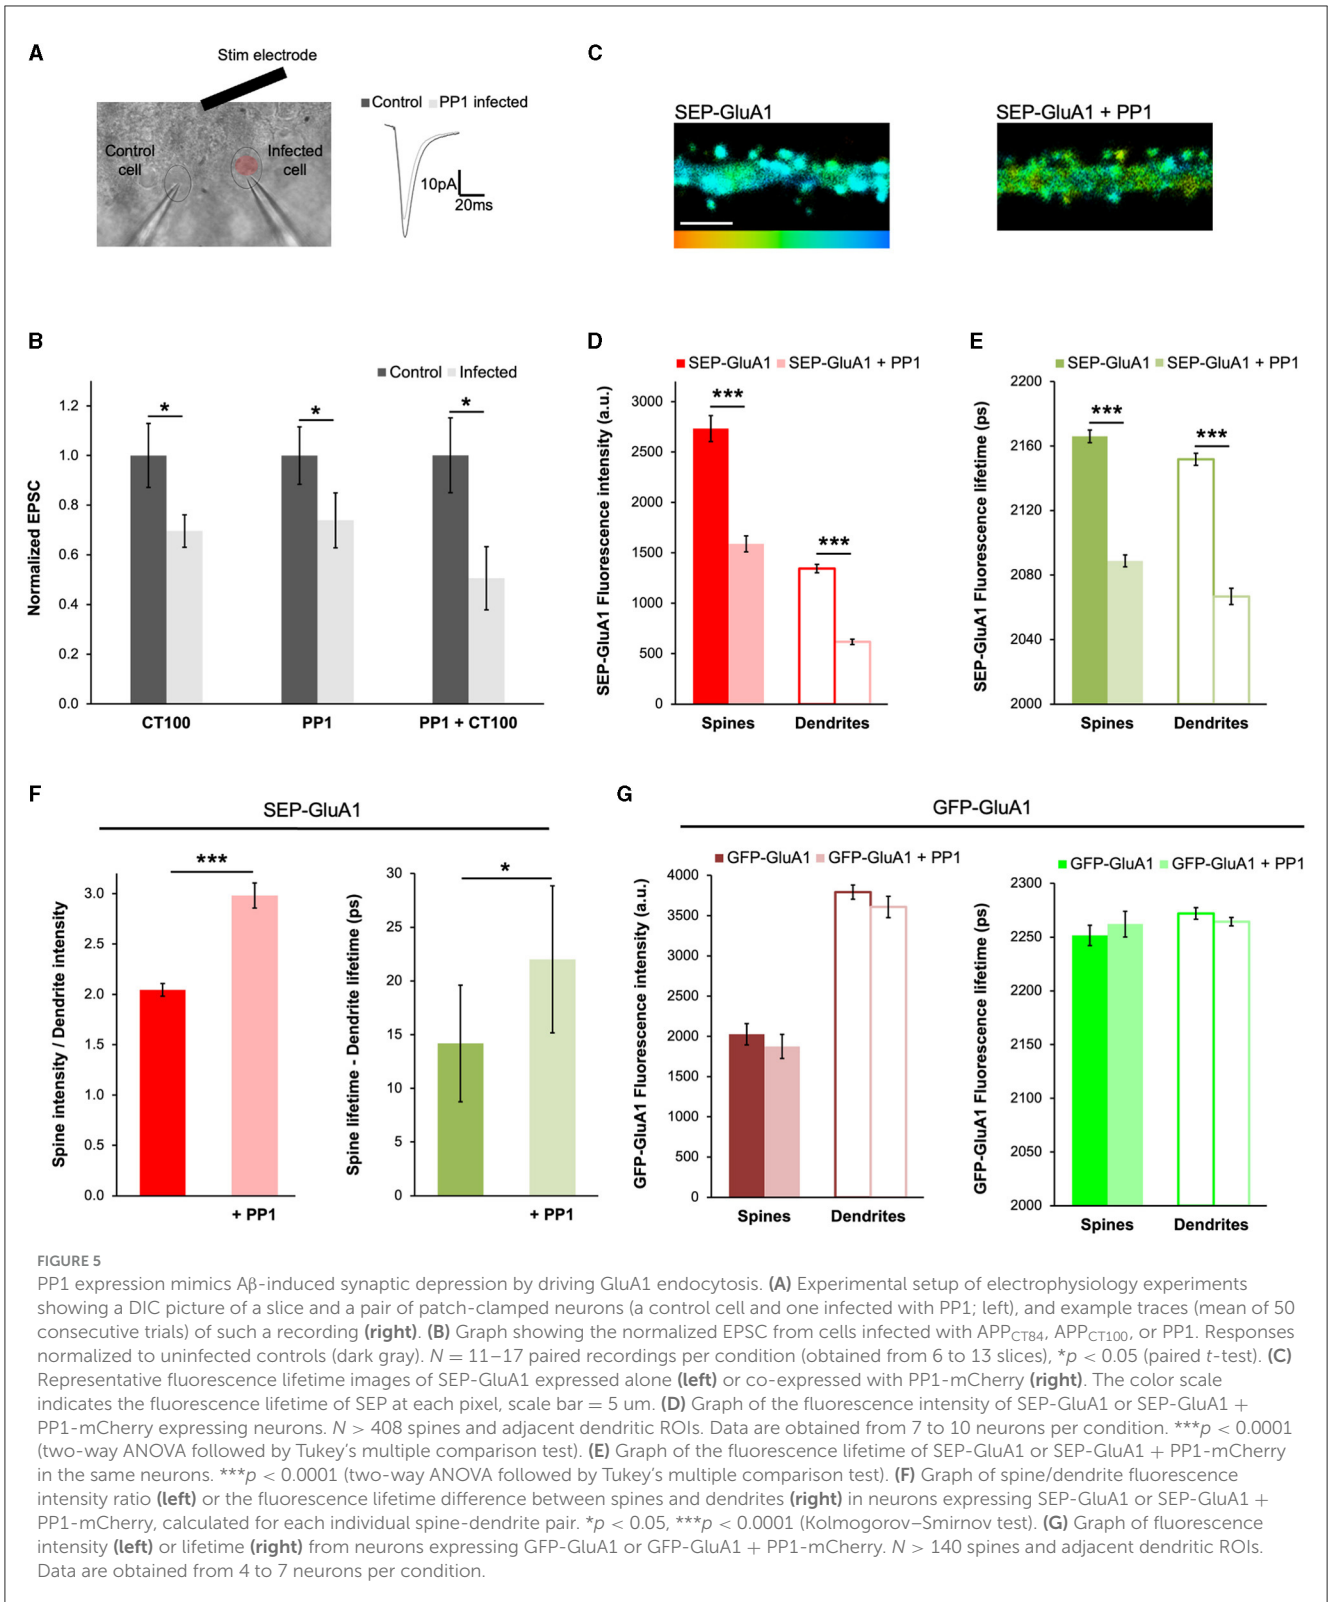 A
Stim electrode
Control
cell
Infected
cell
Control PP1 infected
10pA
20ms
C
SEP-GluA1
SEP-GluA1 + PP1
B
Control Infected
Normalized EPSC
1.2
1.0
0.8
0.6
0.4
0.2
0.0
* * *
CT100 PP1 PP1 + CT100
D
SEP-GluA1 SEP-GluA1 + PP1
SEP-GluA1 Fluorescence intensity (a.u.)
3000
2500
2000
1500
1000
500
0
*** ***
Spines Dendrites
E
SEP-GluA1 SEP-GluA1 + PP1
SEP-GluA1 Fluorescence lifetime (ps)
2200
2160
2120
2080
2040
2000
*** ***
Spines Dendrites
F
SEP-GluA1
Spine intensity / Dendrite intensity
3.0
2.5
2.0
1.5
1.0
0.5
0.0
***
+ PP1
Spine lifetime - Dendrite lifetime (ps)
30
25
20
15
10
5
0
*
+ PP1
G
GFP-GluA1
GFP-GluA1 GFP-GluA1 + PP1
GFP-GluA1 Fluorescence intensity (a.u.)
4000
3500
3000
2500
2000
1500
1000
500
0
Spines Dendrites
GFP-GluA1 GFP-GluA1 + PP1
GFP-GluA1 Fluorescence lifetime (ps)
2300
2250
2200
2150
2100
2050
2000
Spines Dendrites
FIGURE 5
PP1 expression mimics Aβ-induced synaptic depression by driving GluA1 endocytosis. (A) Experimental setup of electrophysiology experiments
showing a DIC picture of a slice and a pair of patch-clamped neurons (a control cell and one infected with PP1; left), and example traces (mean of 50
consecutive trials) of such a recording (right). (B) Graph showing the normalized EPSC from cells infected with APPCT84, APPCT100, or PP1. Responses
normalized to uninfected controls (dark gray). N = 11–17 paired recordings per condition (obtained from 6 to 13 slices), *p < 0.05 (paired t-test). (C)
Representative fluorescence lifetime images of SEP-GluA1 expressed alone (left) or co-expressed with PP1-mCherry (right). The color scale
indicates the fluorescence lifetime of SEP at each pixel, scale bar = 5 um. (D) Graph of the fluorescence intensity of SEP-GluA1 or SEP-GluA1 +
PP1-mCherry expressing neurons. N > 408 spines and adjacent dendritic ROIs. Data are obtained from 7 to 10 neurons per condition. ***p < 0.0001
(two-way ANOVA followed by Tukey's multiple comparison test). (E) Graph of the fluorescence lifetime of SEP-GluA1 or SEP-GluA1 + PP1-mCherry
in the same neurons. ***p < 0.0001 (two-way ANOVA followed by Tukey's multiple comparison test). (F) Graph of spine/dendrite fluorescence
intensity ratio (left) or the fluorescence lifetime difference between spines and dendrites (right) in neurons expressing SEP-GluA1 or SEP-GluA1 +
PP1-mCherry, calculated for each individual spine-dendrite pair. *p < 0.05, ***p < 0.0001 (Kolmogorov–Smirnov test). (G) Graph of fluorescence
intensity (left) or lifetime (right) from neurons expressing GFP-GluA1 or GFP-GluA1 + PP1-mCherry. N > 140 spines and adjacent dendritic ROIs.
Data are obtained from 4 to 7 neurons per condition.